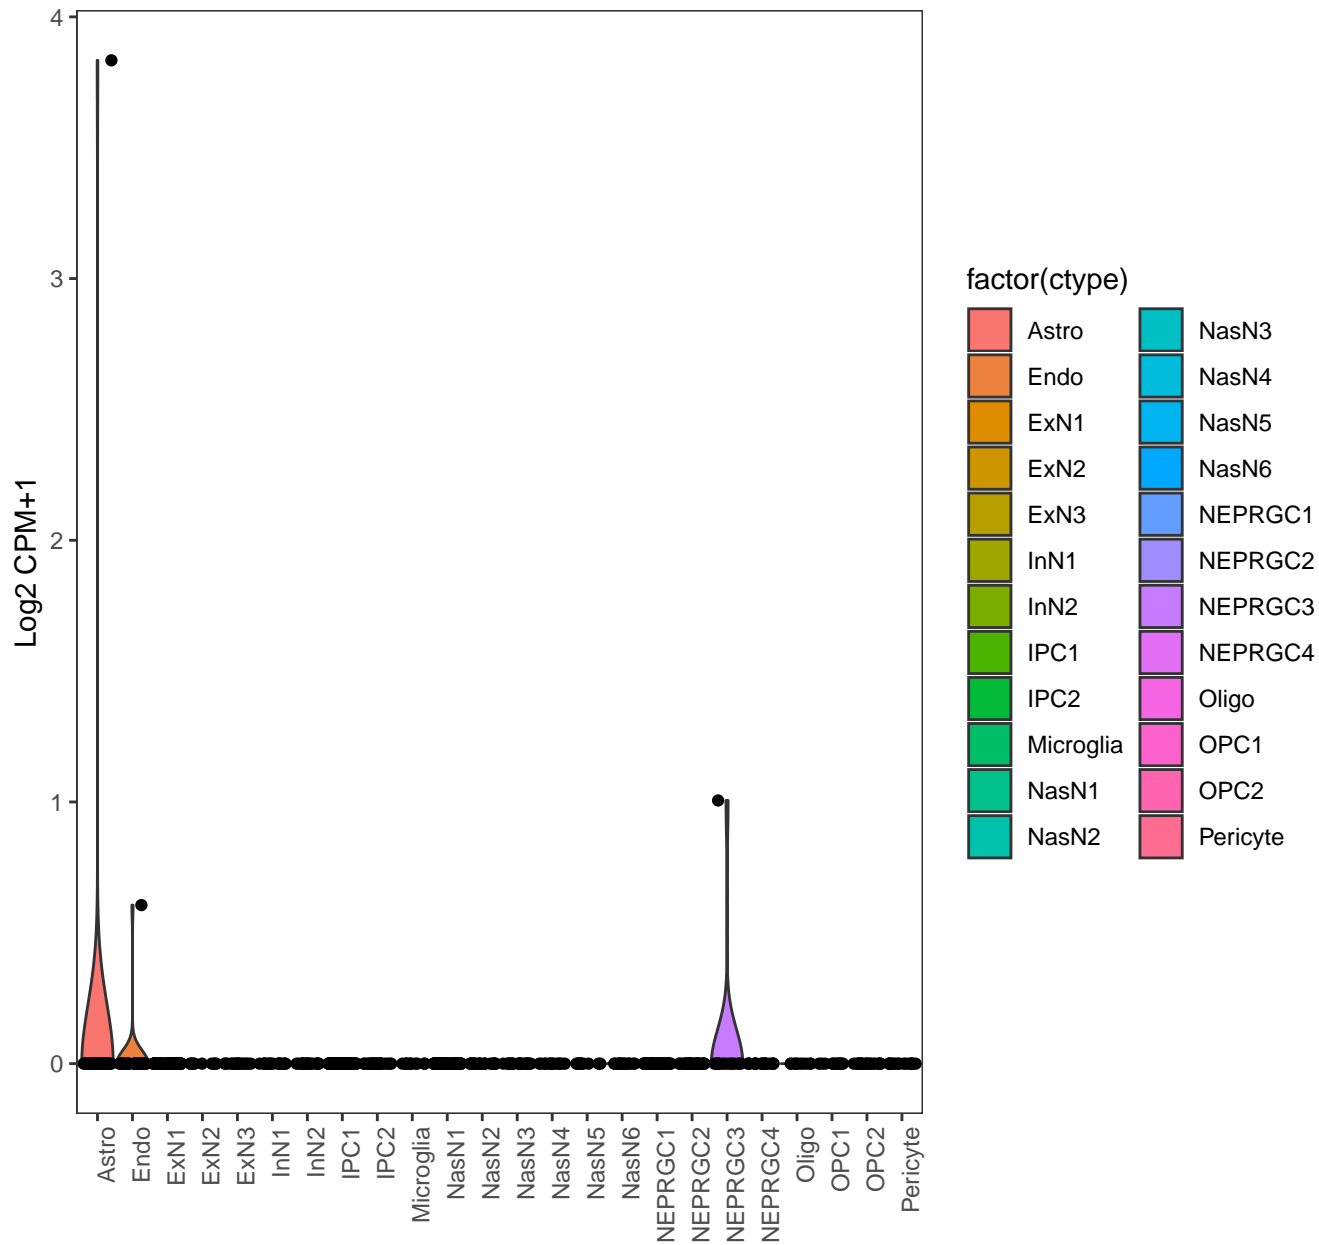 4
3
2
1
0
Log2 CPM+1
Astro
Endo
ExN1
ExN2
ExN3
InN1
InN2
IPC1
IPC2
Microglia
NasN1
NasN2
NasN3
NasN4
NasN5
NasN6
NEPRGC1
NEPRGC2
NEPRGC3
NEPRGC4
Oligo
OPC1
OPC2
Pericyte
factor(ctype)
Astro
Endo
ExN1
ExN2
ExN3
InN1
InN2
IPC1
IPC2
Microglia
NasN1
NasN2
NasN3
NasN4
NasN5
NasN6
NEPRGC1
NEPRGC2
NEPRGC3
NEPRGC4
Oligo
OPC1
OPC2
Pericyte